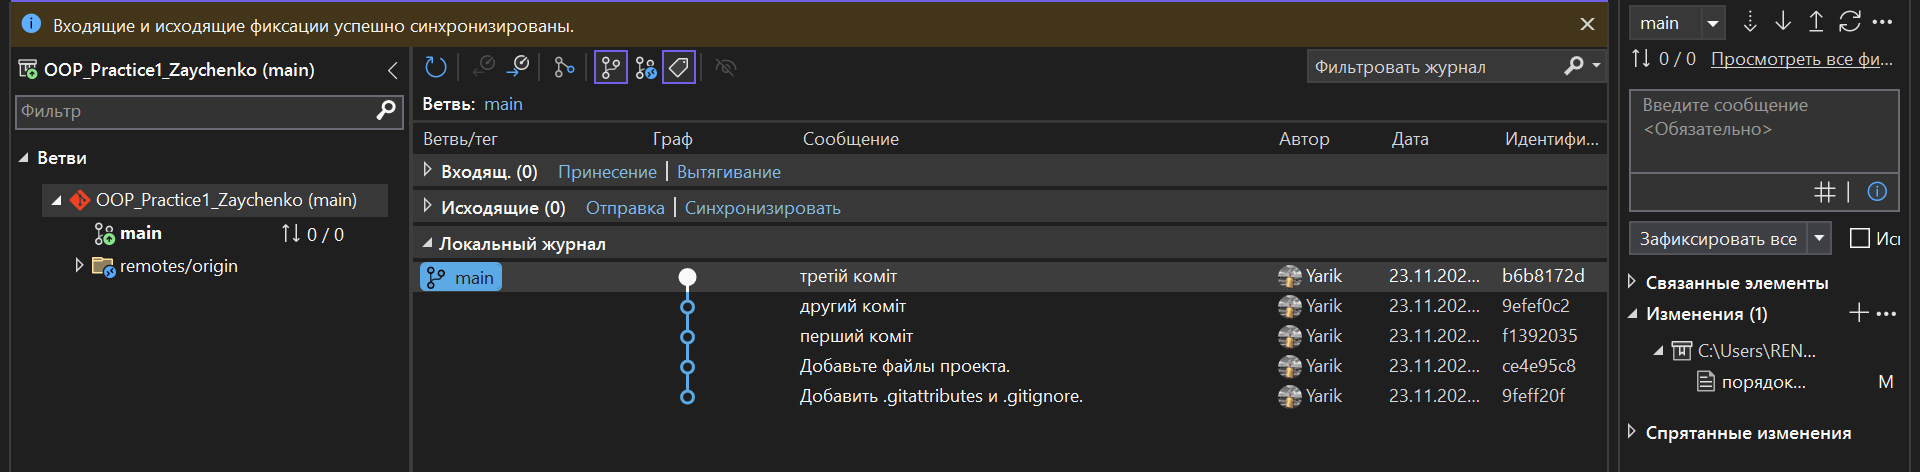 Входящие и исходящие фиксации успешно синхронизированы.
OOP_Practice1_Zaychenko (main)
Фильтр
Ветви
OOP_Practice1_Zaychenko (main)
main 0 / 0
remotes/origin
Фильтровать журнал
Ветвь: main
Ветвь/тег Граф Сообщение Автор Дата Идентифи...
Входящ. (0) Принесение | Вытягивание
Исходящие (0) Отправка | Синхронизировать
Локальный журнал
main третій коміт Yarik 23.11.202... b6b8172d
другий коміт Yarik 23.11.202... 9efef0c2
перший коміт Yarik 23.11.202... f1392035
Добавьте файлы проекта. Yarik 23.11.202... ce4e95c8
Добавить .gitattributes и .gitignore. Yarik 23.11.202... 9feff20f
main
0 / 0 Просмотреть все фи...
Введите сообщение
<Обязательно>
Зафиксировать все
Связанные элементы
Изменения (1)
C:\Users\REN...
порядок... M
Спрятанные изменения